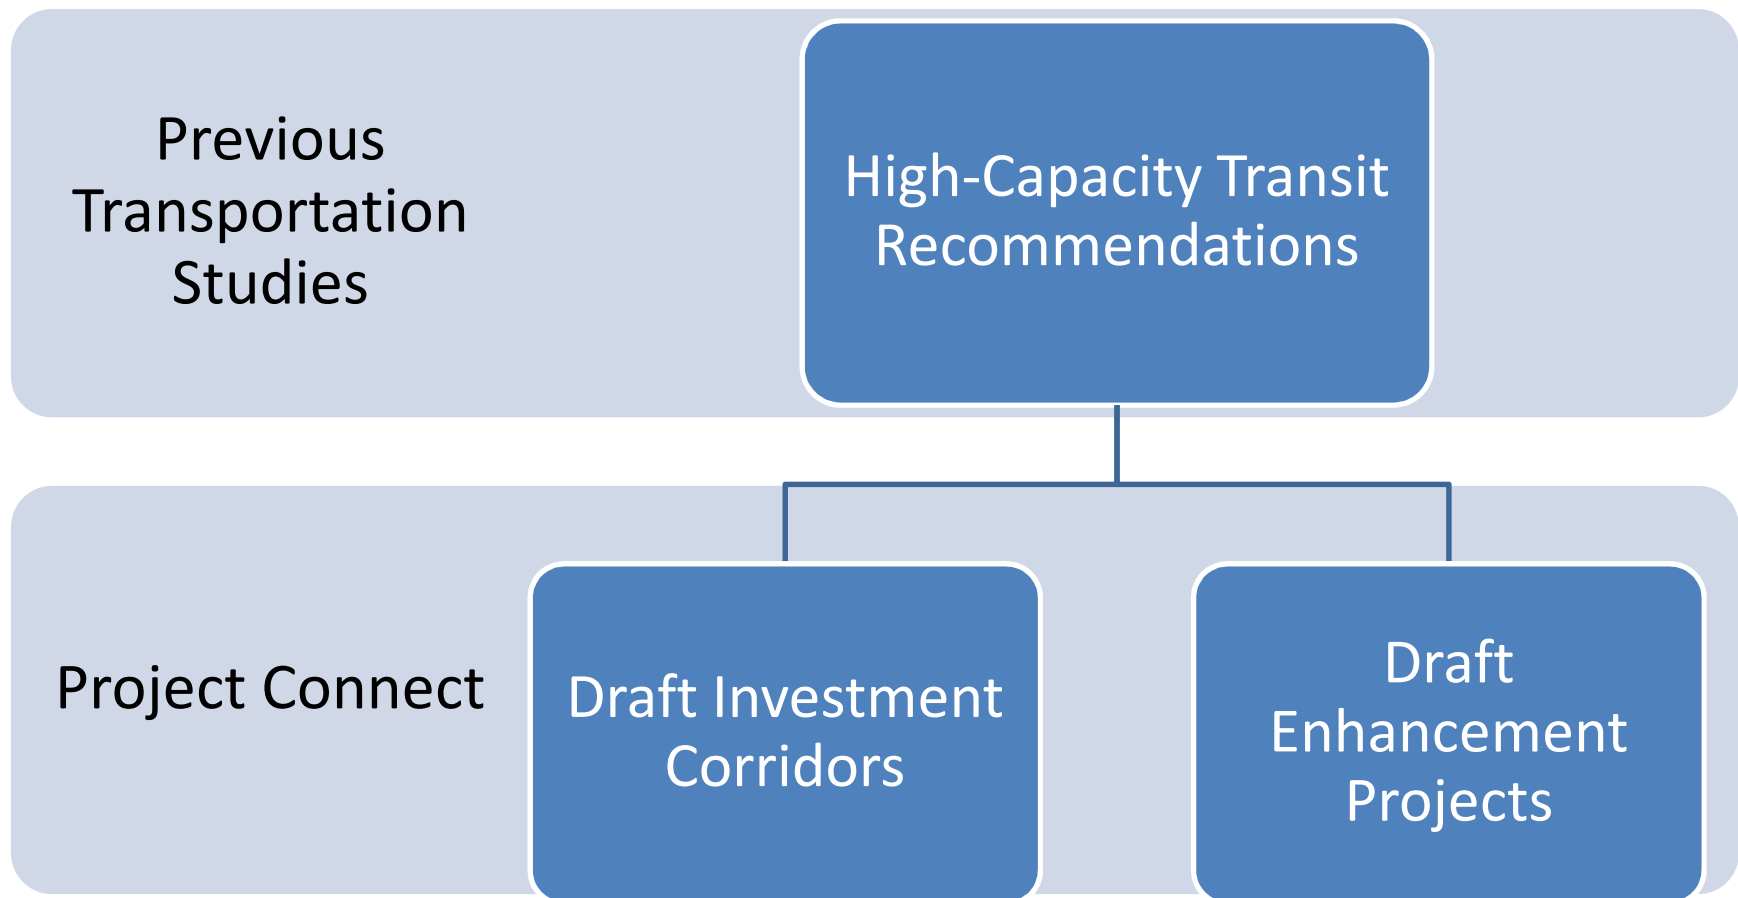 Previous
Transportation
Studies
High-Capacity Transit
Recommendations
Project Connect
Draft Investment
Corridors
Draft
Enhancement
Projects